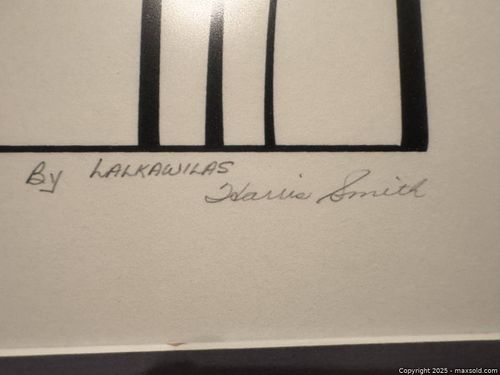 By LALKAWILAS
Harris Smith
Copyright 2025 - maxsold.com